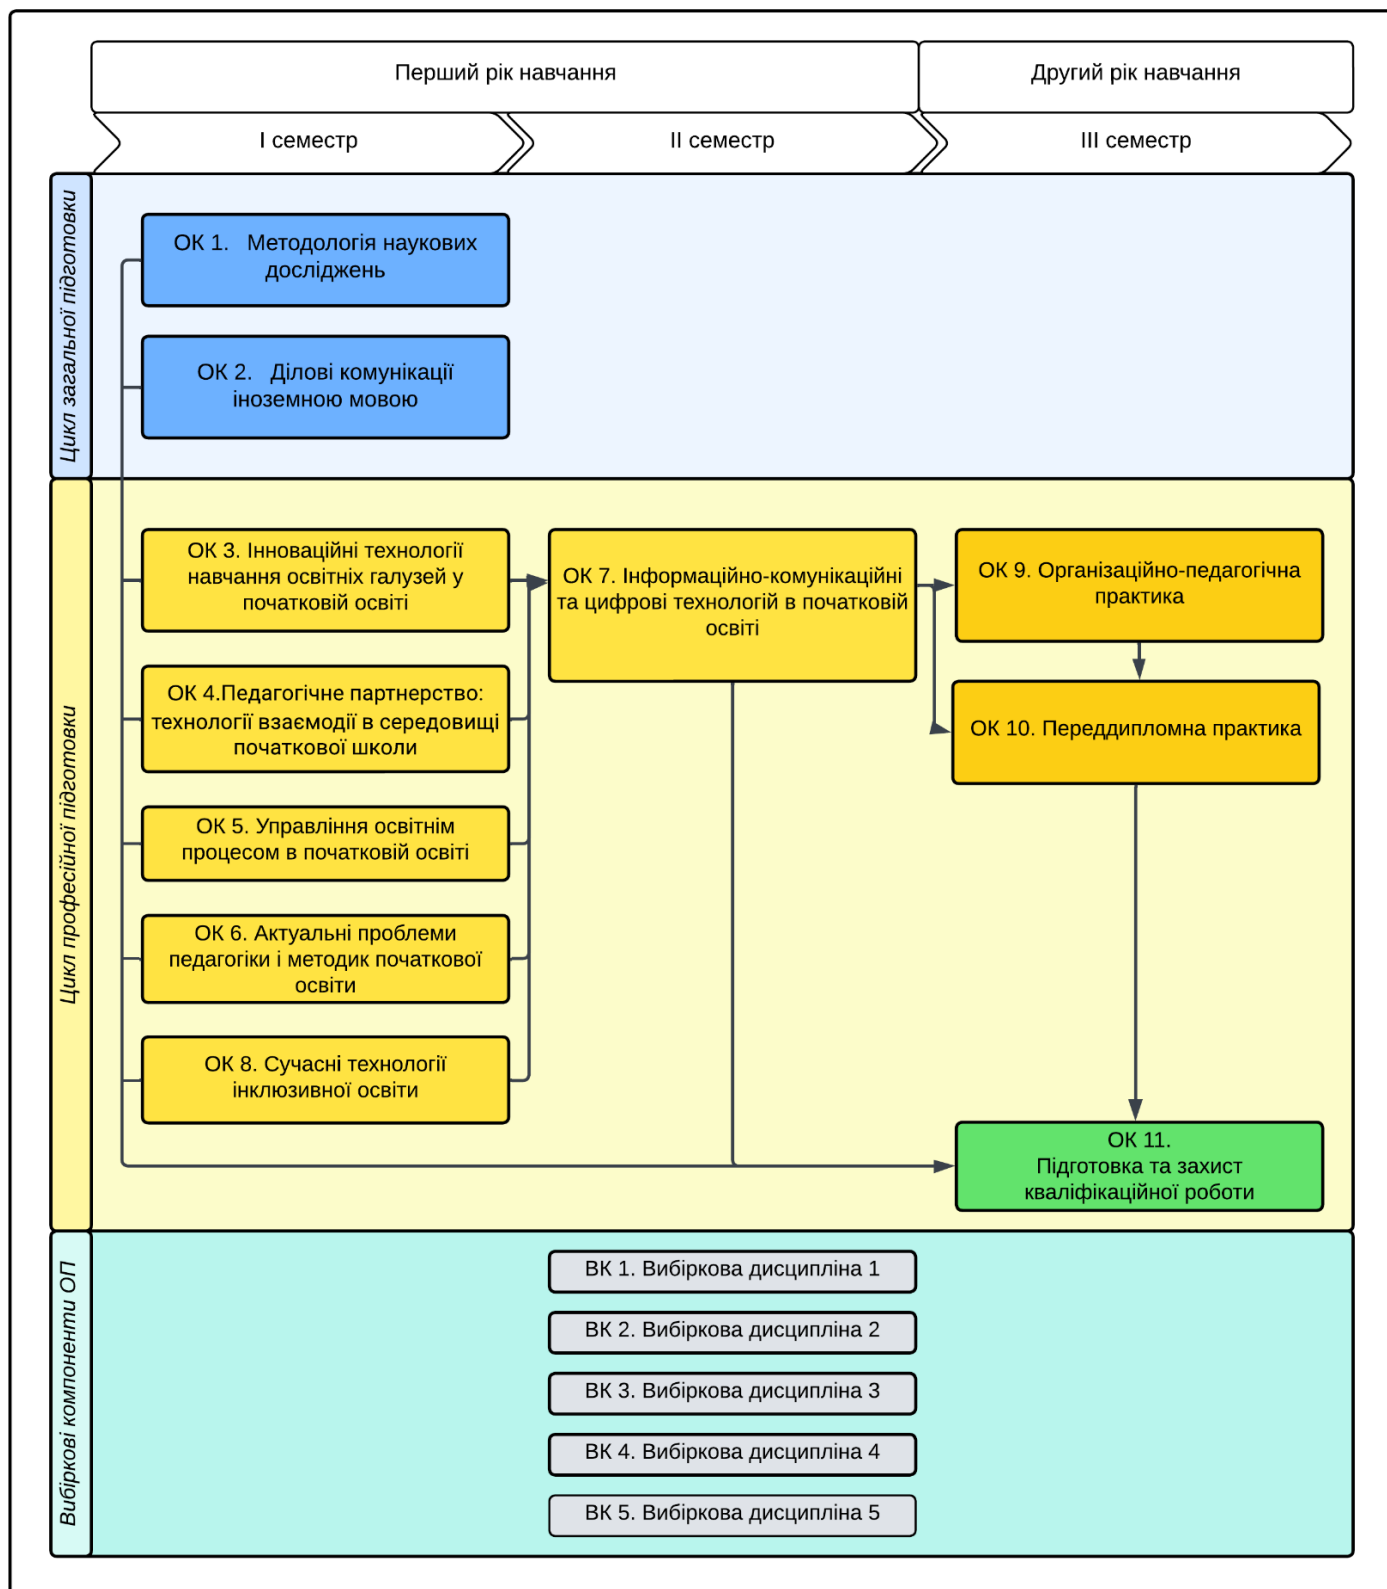 Перший рік навчання
Другий рік навчання
I семестр
II семестр
III семестр
Цикл загальної підготовки
ОК 1. Методологія наукових
досліджень
ОК 2. Ділові комунікації
іноземною мовою
Цикл професійної підготовки
ОК 3. Інноваційні технології
навчання освітніх галузей у
початковій освіті
ОК 4.Педагогічне партнерство:
технології взаємодії в середовищі
початкової школи
ОК 5. Управління освітнім
процесом в початковій освіті
ОК 6. Актуальні проблеми
педагогіки і методик початкової
освіти
ОК 8. Сучасні технології
інклюзивної освіти
ОК 7. Інформаційно-комунікаційні
та цифрові технологій в початковій
освіті
ОК 9. Організаційно-педагогічна
практика
ОК 10. Переддипломна практика
ОК 11.
Підготовка та захист
кваліфікаційної роботи
Вибіркові компоненти ОП
ВК 1. Вибіркова дисципліна 1
ВК 2. Вибіркова дисципліна 2
ВК 3. Вибіркова дисципліна 3
ВК 4. Вибіркова дисципліна 4
ВК 5. Вибіркова дисципліна 5